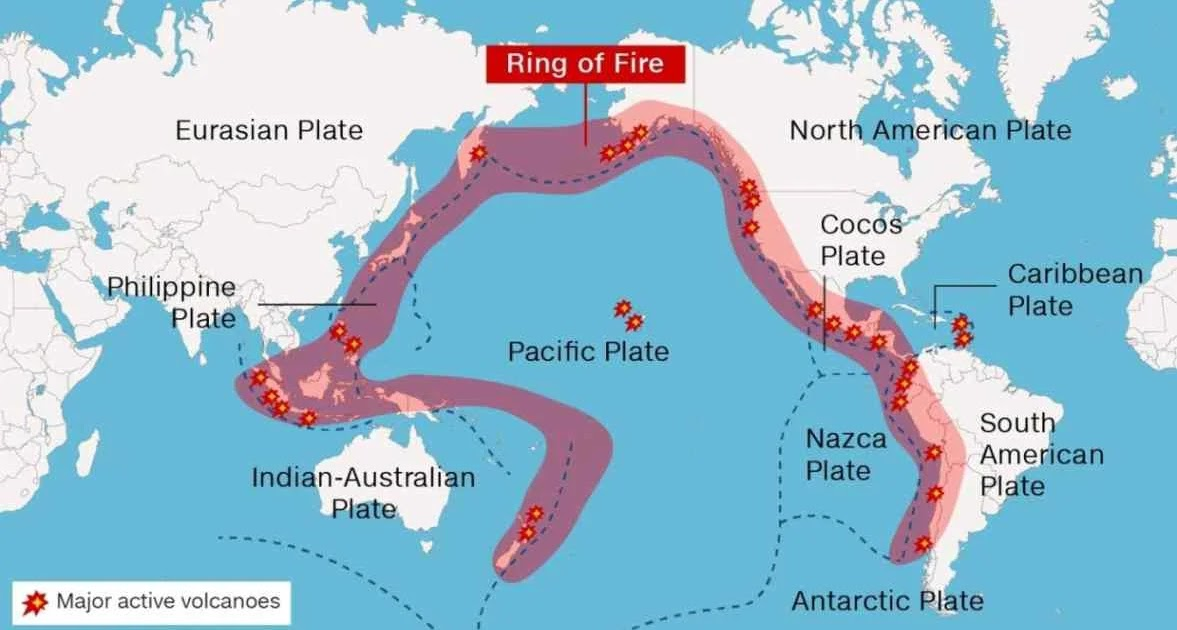 Ring of Fire
Eurasian Plate
North American Plate
Cocos
Plate
Caribbean
Plate
Philippine
Plate
Pacific Plate
Nazca
Plate
South
American
Plate
Indian-Australian
Plate
Antarctic Plate
Major active volcanoes